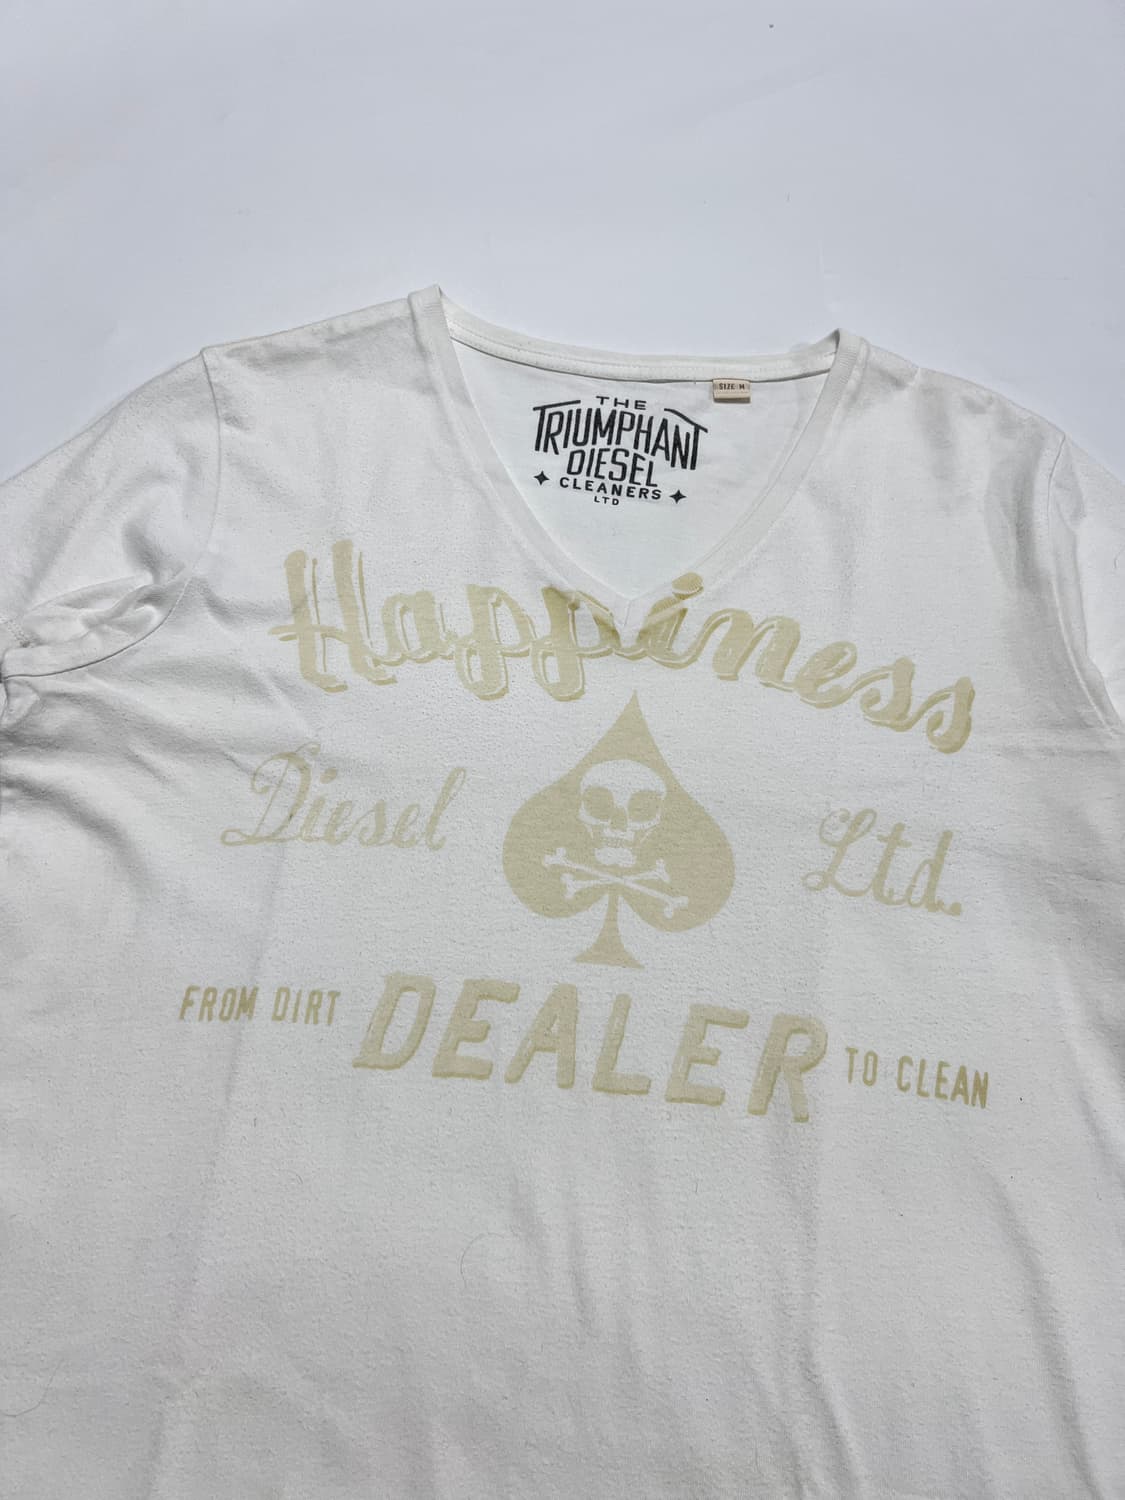 THE
TRIUMPHANT
DIESEL
CLEANERS
LTD
SIZE M
Happiness
Diesel Ltd.
FROM DIRT DEALER TO CLEAN